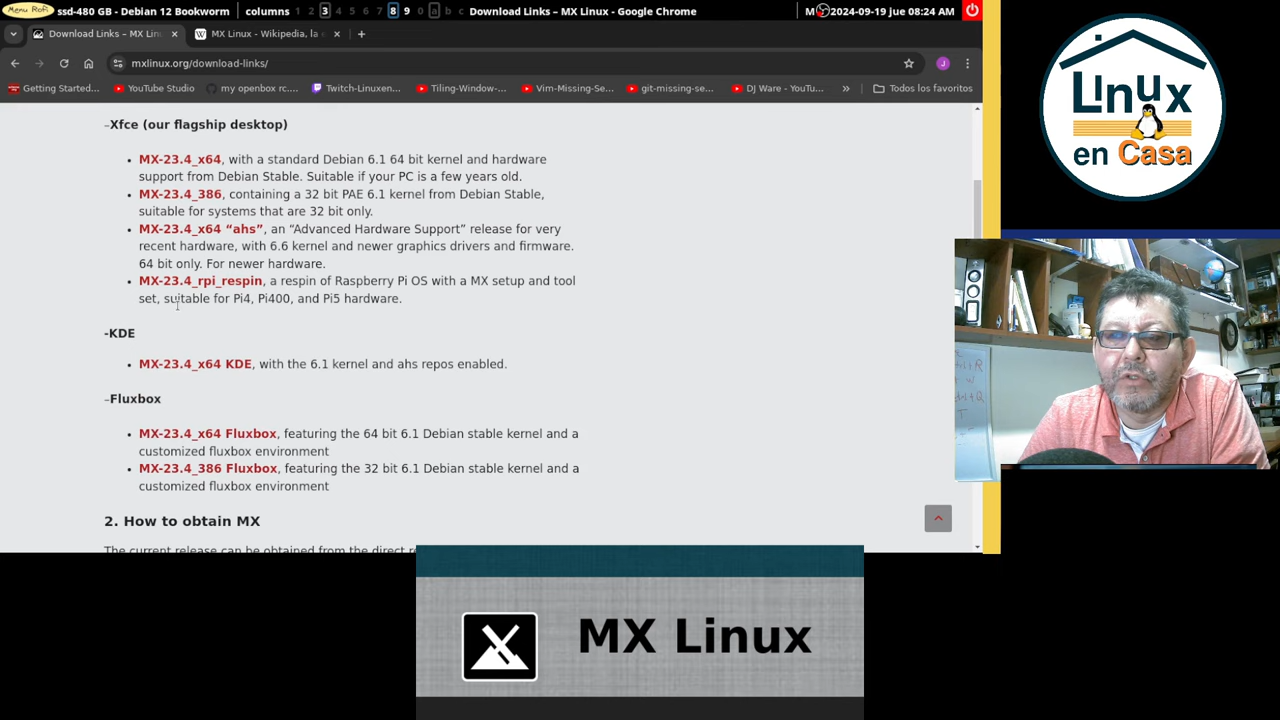 Menu Rofi
ssd-480 GB - Debian 12 Bookworm
columns 1 2 3 4 5 6 7 8 9 0 a b c
Download Links – MX Linux - Google Chrome
2024-09-19 jue 08:24 AM
Download Links – MX Lin
MX Linux - Wikipedia, la e
mxlinux.org/download-links/
Getting Started...
YouTube Studio
my openbox rc....
Twitch-Linuxen...
Tiling-Window-...
Vim-Missing-Se...
git-missing-se...
DJ Ware - YouTu...
Todos los favoritos
–Xfce (our flagship desktop)
• MX-23.4_x64, with a standard Debian 6.1 64 bit kernel and hardware
support from Debian Stable. Suitable if your PC is a few years old.
• MX-23.4_386, containing a 32 bit PAE 6.1 kernel from Debian Stable,
suitable for systems that are 32 bit only.
• MX-23.4_x64 “ahs”, an “Advanced Hardware Support” release for very
recent hardware, with 6.6 kernel and newer graphics drivers and firmware.
64 bit only. For newer hardware.
• MX-23.4_rpi_respin, a respin of Raspberry Pi OS with a MX setup and tool
set, suitable for Pi4, Pi400, and Pi5 hardware.
-KDE
• MX-23.4_x64 KDE, with the 6.1 kernel and ahs repos enabled.
–Fluxbox
• MX-23.4_x64 Fluxbox, featuring the 64 bit 6.1 Debian stable kernel and a
customized fluxbox environment
• MX-23.4_386 Fluxbox, featuring the 32 bit 6.1 Debian stable kernel and a
customized fluxbox environment
2. How to obtain MX
The current release can be obtained from the direct
Linux
en Casa
MX Linux